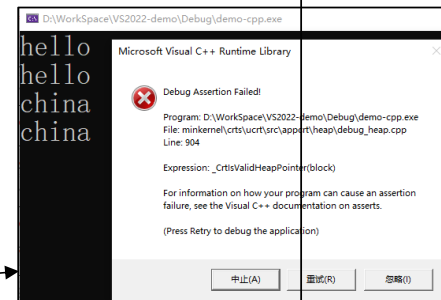 D:\WorkSpace\VS2022-demo\Debug\demo-cpp.exe
hello
hello
china
china
Microsoft Visual C++ Runtime Library
Debug Assertion Failed!
Program: D:\WorkSpace\VS2022-demo\Debug\demo-cpp.exe
File: minkernel\crts\ucrt\src\appcrt\heap\debug_heap.cpp
Line: 904
Expression: _CrtIsValidHeapPointer(block)
For information on how your program can cause an assertion
failure, see the Visual C++ documentation on asserts.
(Press Retry to debug the application)
中止(A)
重试(R)
忽略(I)